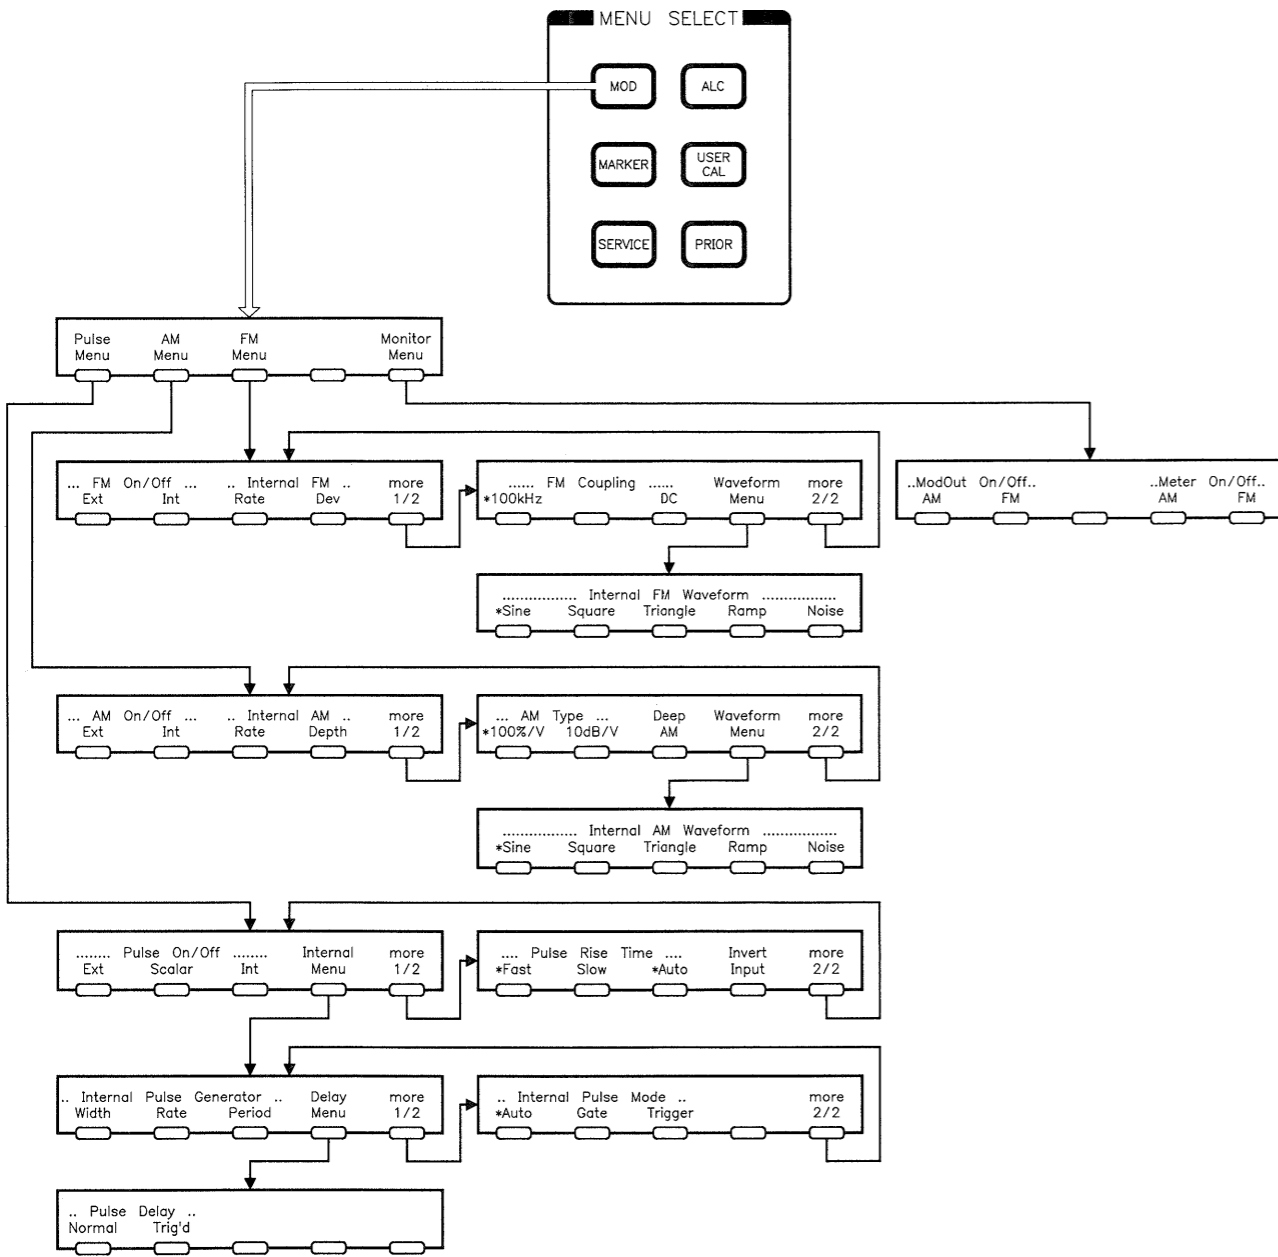 MENU SELECT
MOD ALC
MARKER USER CAL
SERVICE PRIOR
Pulse Menu AM Menu FM Menu Monitor Menu
... FM On/Off ... .. Internal FM .. more
Ext Int Rate Dev 1/2
...... FM Coupling ...... Waveform more
*100kHz DC Menu 2/2
..ModOut On/Off.. ..Meter On/Off..
AM FM AM FM
................ Internal FM Waveform ................
*Sine Square Triangle Ramp Noise
... AM On/Off ... .. Internal AM .. more
Ext Int Rate Depth 1/2
... AM Type ... Deep Waveform more
*100%/V 10dB/V AM Menu 2/2
................ Internal AM Waveform ................
*Sine Square Triangle Ramp Noise
........ Pulse On/Off ........ Internal more
Ext Scalar Int Menu 1/2
.... Pulse Rise Time .... Invert more
*Fast Slow *Auto Input 2/2
.. Internal Pulse Generator .. Delay more
Width Rate Period Menu 1/2
.. Internal Pulse Mode .. more
*Auto Gate Trigger 2/2
.. Pulse Delay ..
Normal Trig'd